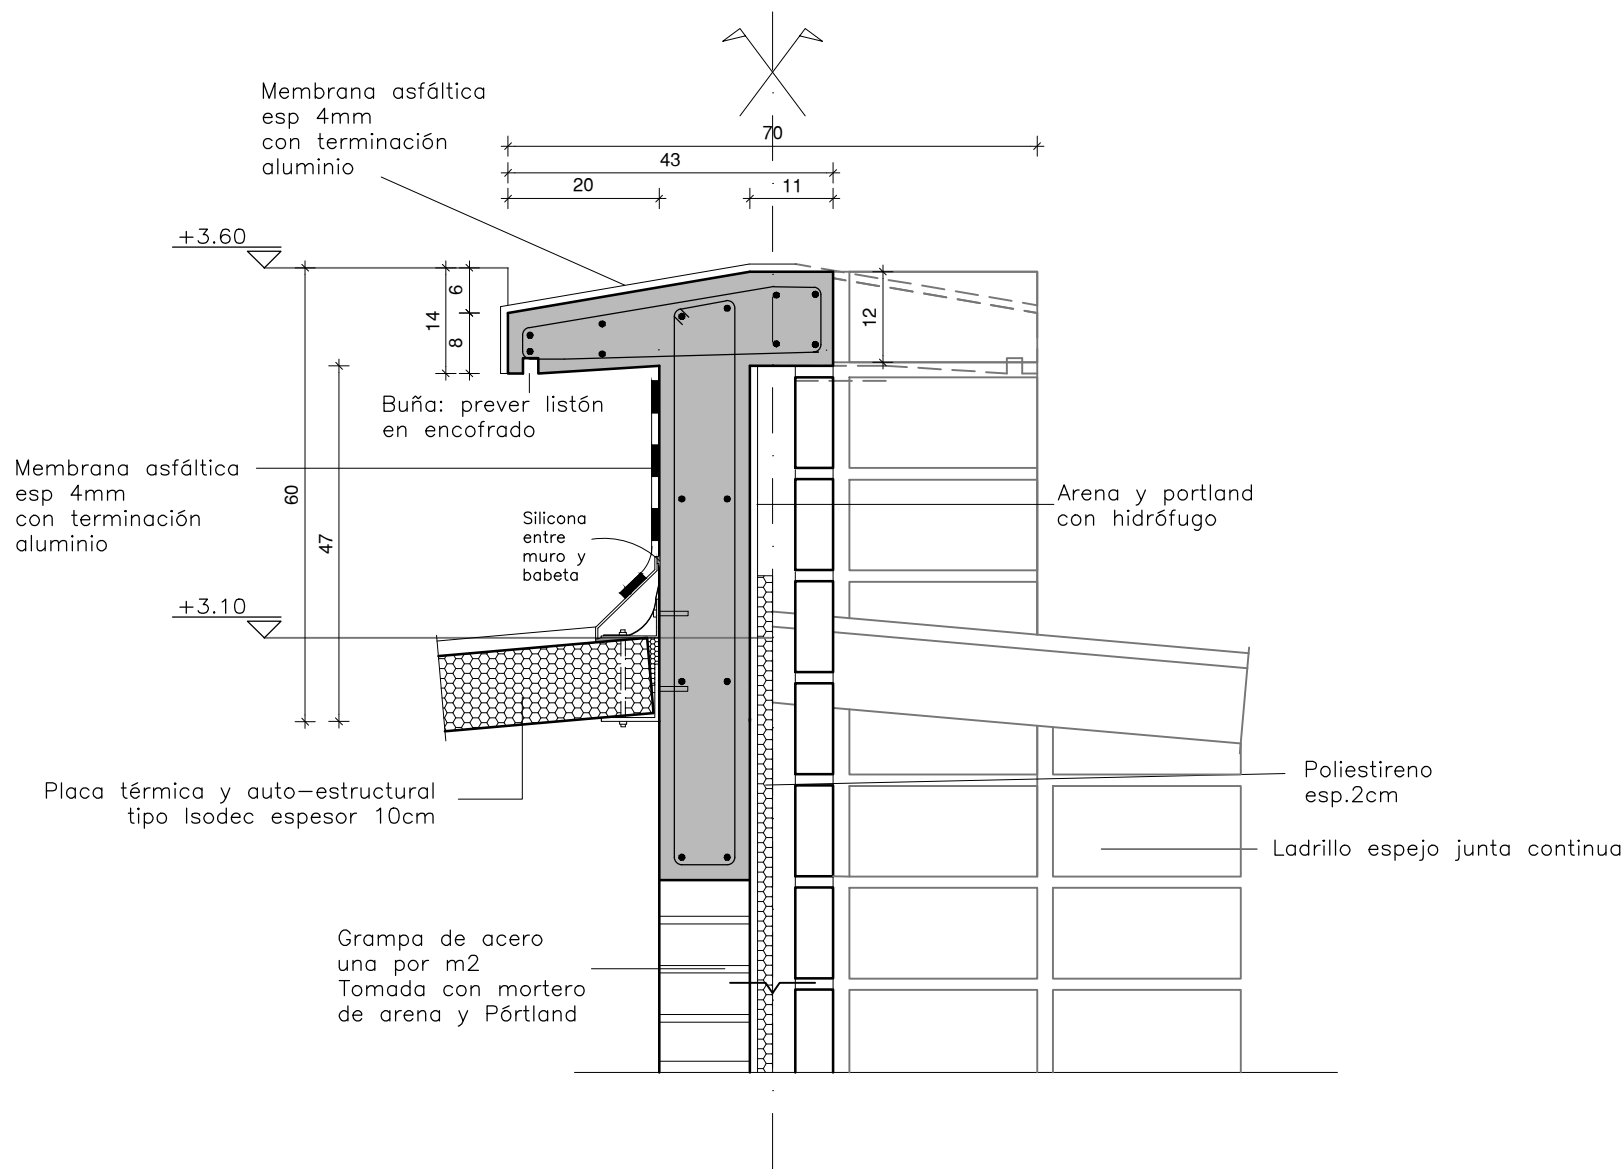 Membrana asfáltica
esp 4mm
con terminación
aluminio
70
43
20
11
+3.60
6
14
8
12
Buña: prever listón
en encofrado
Membrana asfáltica
esp 4mm
con terminación
aluminio
60
47
Silicona
entre
muro y
babeta
Arena y portland
con hidrófugo
+3.10
Placa térmica y auto-estructural
tipo Isodec espesor 10cm
Poliestireno
esp.2cm
Ladrillo espejo junta continua
Grampa de acero
una por m2
Tomada con mortero
de arena y Pórtland